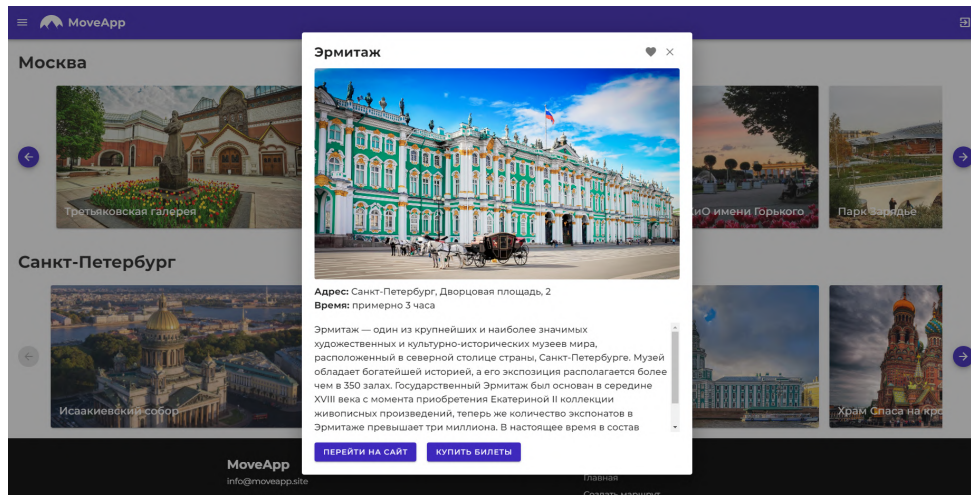 MoveApp
Москва
Эрмитаж
Третьяковская галерея
имени Горького
Парк Зарядье
Адрес: Санкт-Петербург, Дворцовая площадь, 2
Время: примерно 3 часа
Санкт-Петербург
Эрмитаж — один из крупнейших и наиболее значимых
художественных и культурно-исторических музеев мира,
расположенный в северной столице страны, Санкт-Петербурге. Музей
обладает богатейшей историей, а его экспозиция располагается более
чем в 350 залах. Государственный Эрмитаж был основан в середине
XVIII века с момента приобретения Екатериной II коллекции
живописных произведений, теперь же количество экспонатов в
Эрмитаже превышает три миллиона. В настоящее время в состав
Исаакиевский собор
Храм Спаса на
ПЕРЕЙТИ НА САЙТ
КУПИТЬ БИЛЕТЫ
MoveApp
info@moveapp.site
Главная
Создать маршрут